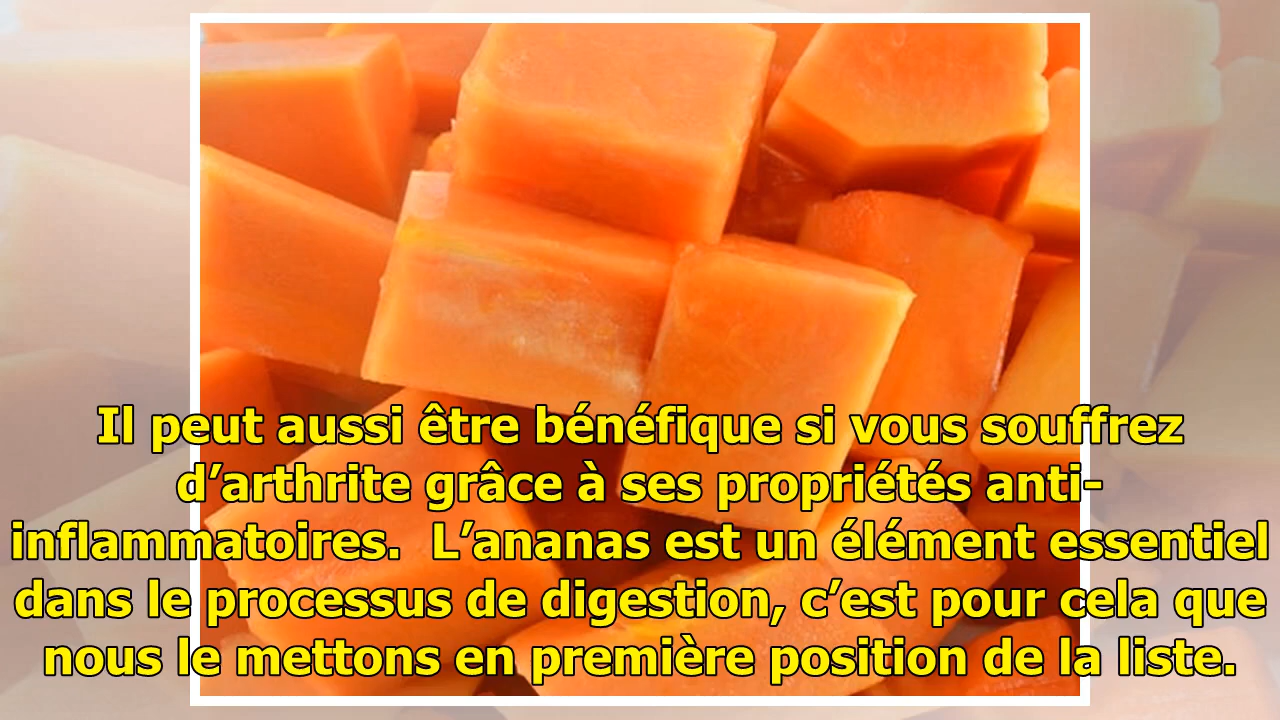 Il peut aussi être bénéfique si vous souffrez
d’arthrite grâce à ses propriétés anti-
inflammatoires.  L’ananas est un élément essentiel
dans le processus de digestion, c’est pour cela que
nous le mettons en première position de la liste.